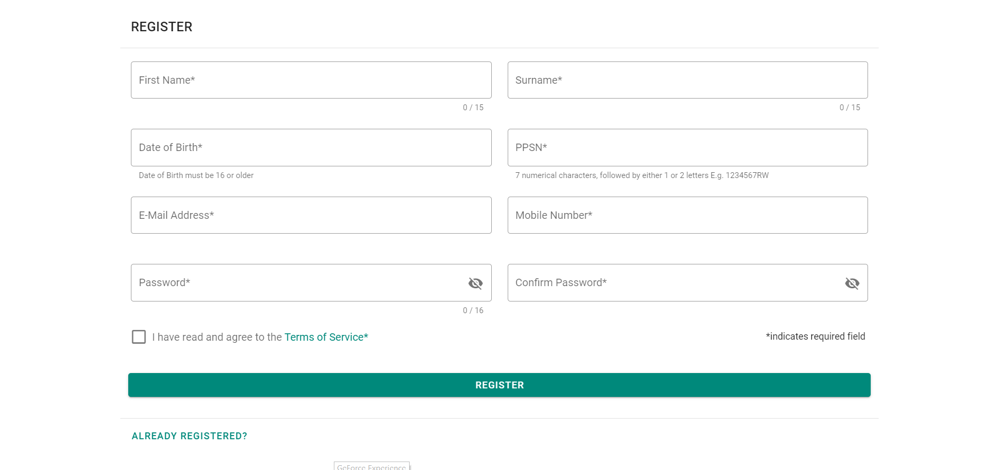 REGISTER
First Name*
Surname*
0 / 15
0 / 15
Date of Birth*
PPSN*
Date of Birth must be 16 or older
7 numerical characters, followed by either 1 or 2 letters E.g. 1234567RW
E-Mail Address*
Mobile Number*
Password*
Confirm Password*
0 / 16
I have read and agree to the Terms of Service*
*indicates required field
REGISTER
ALREADY REGISTERED?
GeForce Experience